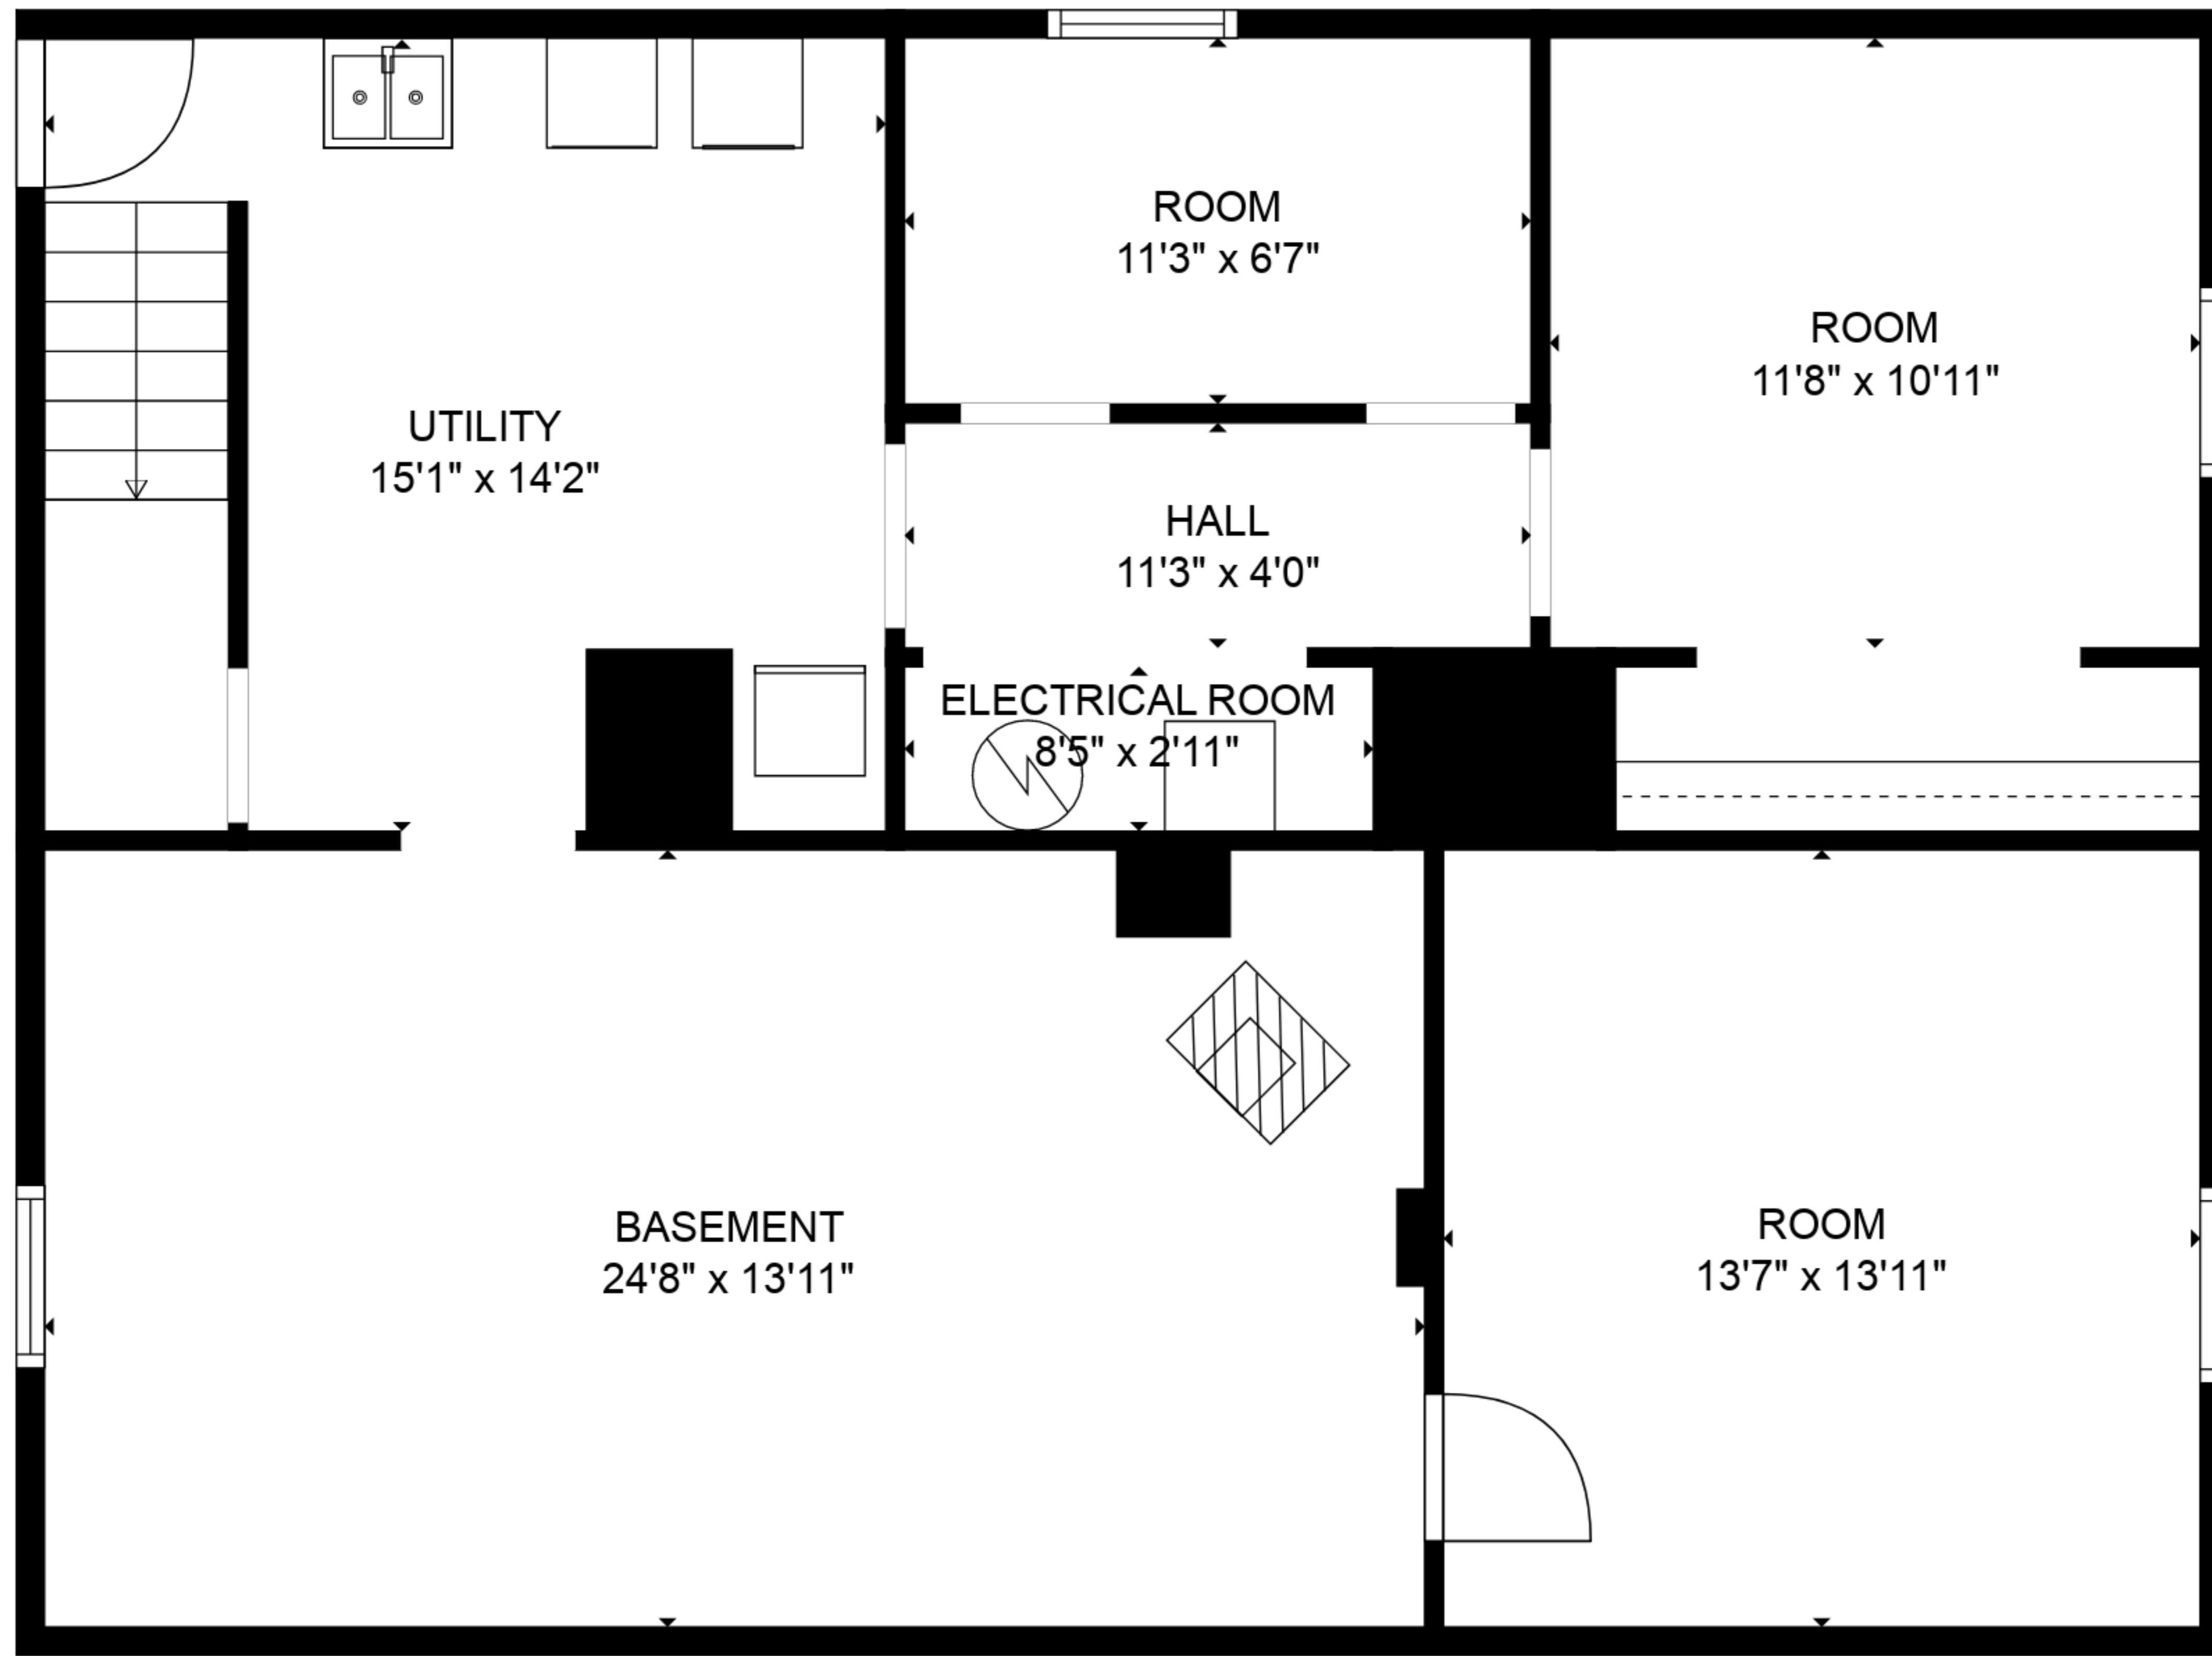 ROOM
11'3" x 6'7"
ROOM
11'8" x 10'11"
UTILITY
15'1" x 14'2"
HALL
11'3" x 4'0"
ELECTRICAL ROOM
8'5" x 2'11"
BASEMENT
24'8" x 13'11"
ROOM
13'7" x 13'11"